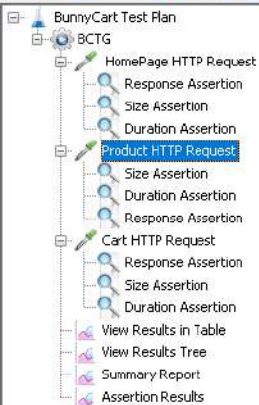 BunnyCart Test Plan
BCTG
HomePage HTTP Request
Response Assertion
Size Assertion
Duration Assertion
Product HTTP Request
Size Assertion
Duration Assertion
Response Assertion
Cart HTTP Request
Response Assertion
Size Assertion
Duration Assertion
View Results in Table
View Results Tree
Summary Report
Assertion Results